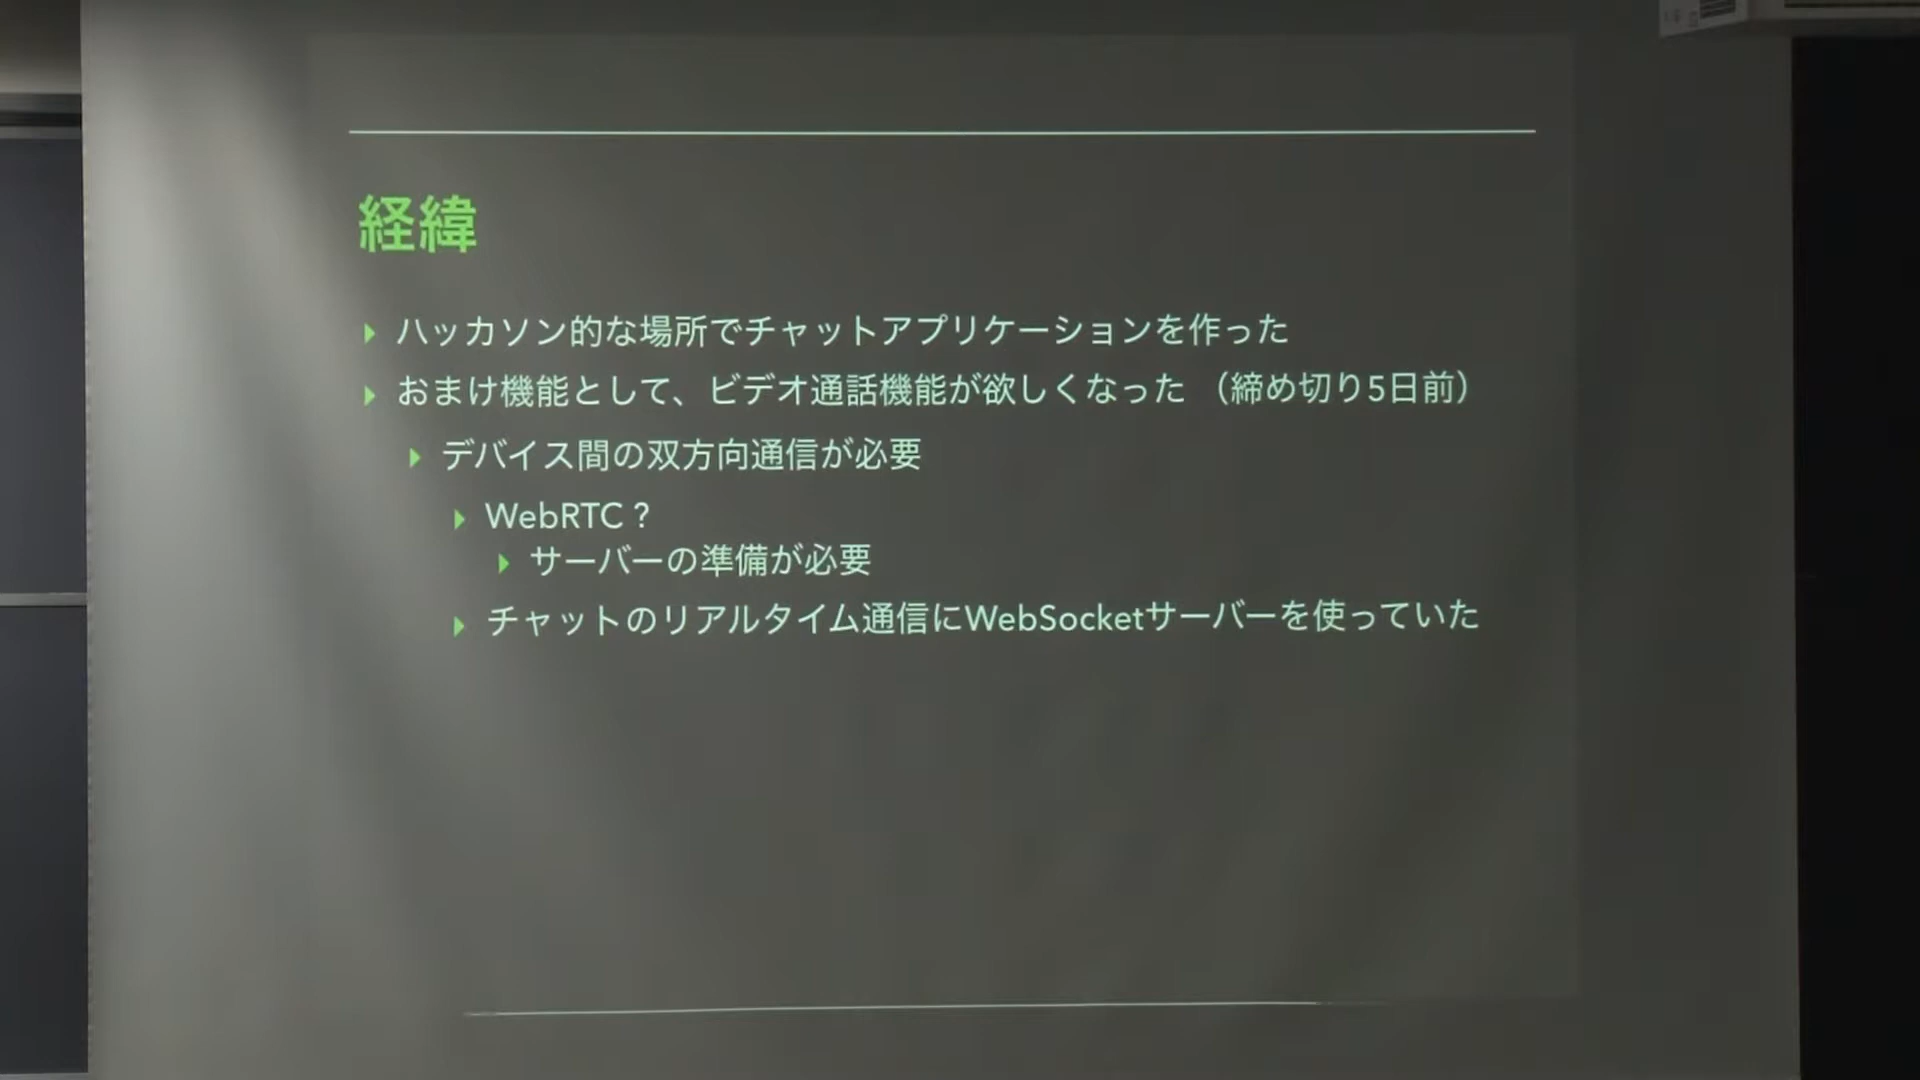 経緯
ハッカソン的な場所でチャットアプリケーションを作った
おまけ機能として、ビデオ通話機能が欲しくなった （締め切り5日前）
デバイス間の双方向通信が必要
WebRTC？
サーバーの準備が必要
チャットのリアルタイム通信にWebSocketサーバーを使っていた